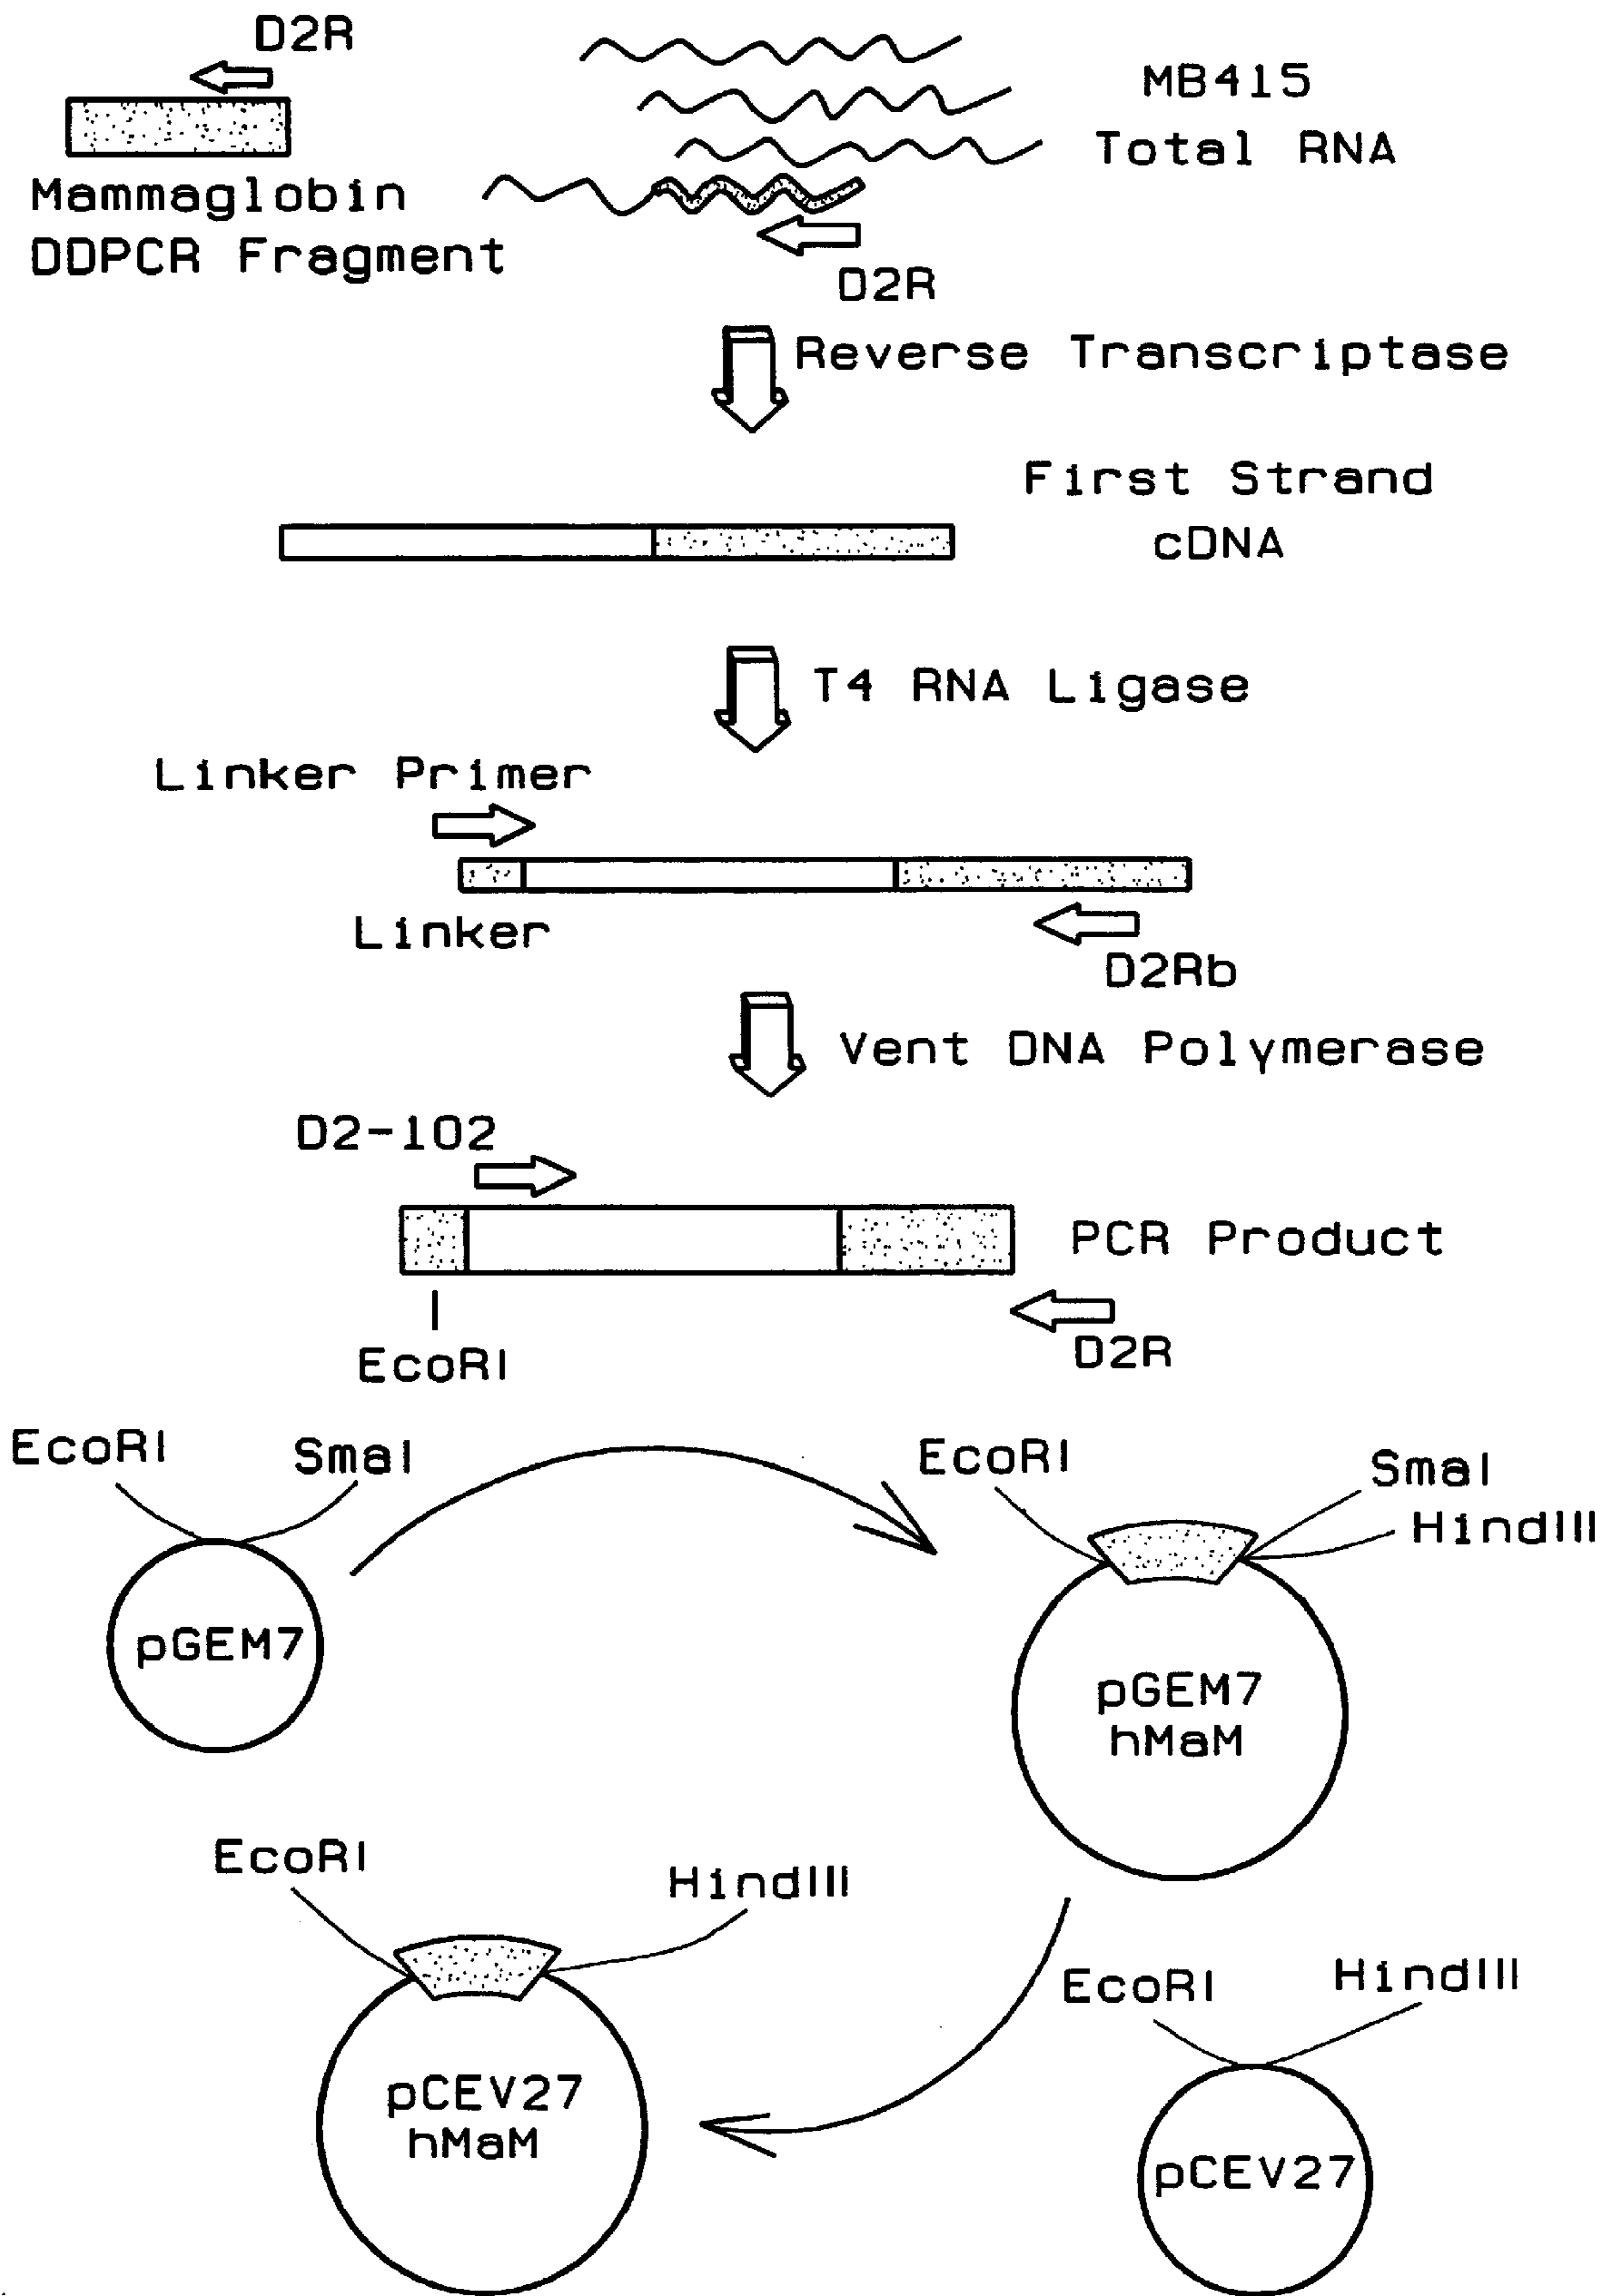 D2R
MB415
Total RNA
Mammaglobin
DDPCR Fragment
D2R
Reverse Transcriptase
First Strand
cDNA
T4 RNA Ligase
Linker Primer
Linker
D2Rb
Vent DNA Polymerase
D2-102
PCR Product
EcoRI
D2R
EcoRI
SmaI
pGEM7
EcoRI
SmaI
HindIII
pGEM7
hMaM
EcoRI
HindIII
pCEV27
hMaM
EcoRI
HindIII
pCEV27